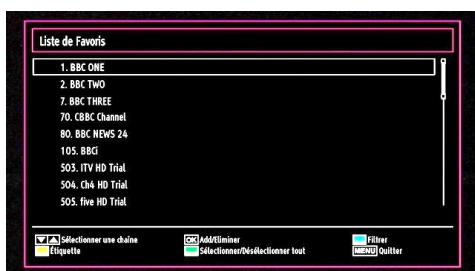 Liste de Favoris
1. BBC ONE
2. BBC TWO
7. BBC THREE
70. CBBC Channel
80. BBC NEWS 24
105. BBCi
503. ITV HD Trial
504. Ch4 HD Trial
505. five HD Trial
Sélectionner une chaîne OK Add/Eliminer Filtrer
Étiquette Sélectionner/Désélectionner tout MENU Quitter